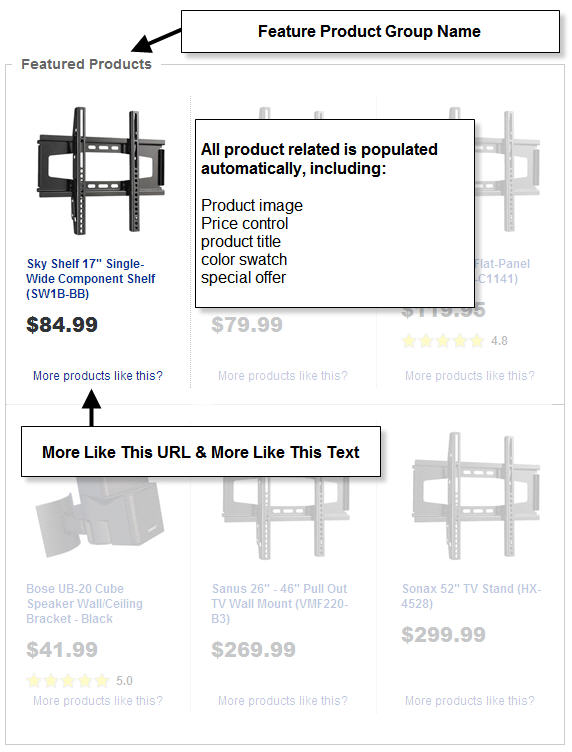 Feature Product Group Name
Featured Products
All product related is populated
automatically, including:
Product image
Price control
product title
color swatch
special offer
Sky Shelf 17" Single-
Wide Component Shelf
(SW1B-BB)
$84.99
More products like this?
$79.99
More products like this?
Flat-Panel
-C1141)
$119.95
4.8
More products like this?
More Like This URL & More Like This Text
Bose UB-20 Cube
Speaker Wall/Ceiling
Bracket - Black
$41.99
5.0
More products like this?
Sanus 26" - 46" Pull Out
TV Wall Mount (VMF220-
B3)
$269.99
More products like this?
Sonax 52" TV Stand (HX-
4528)
$299.99
More products like this?